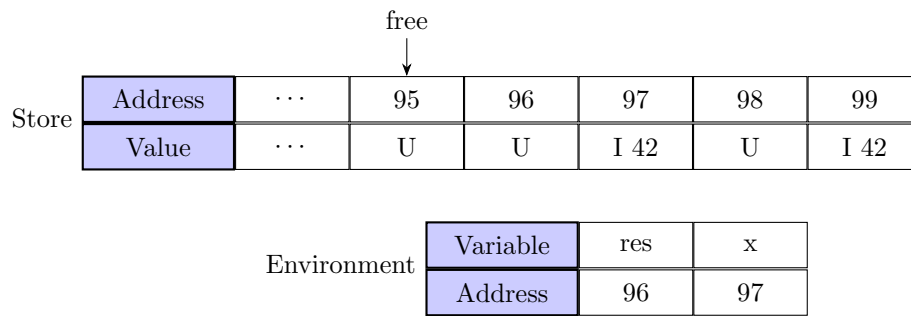 free
Store Address ··· 95 96 97 98 99
Value ··· U U I 42 U I 42
Environment Variable res x
Address 96 97